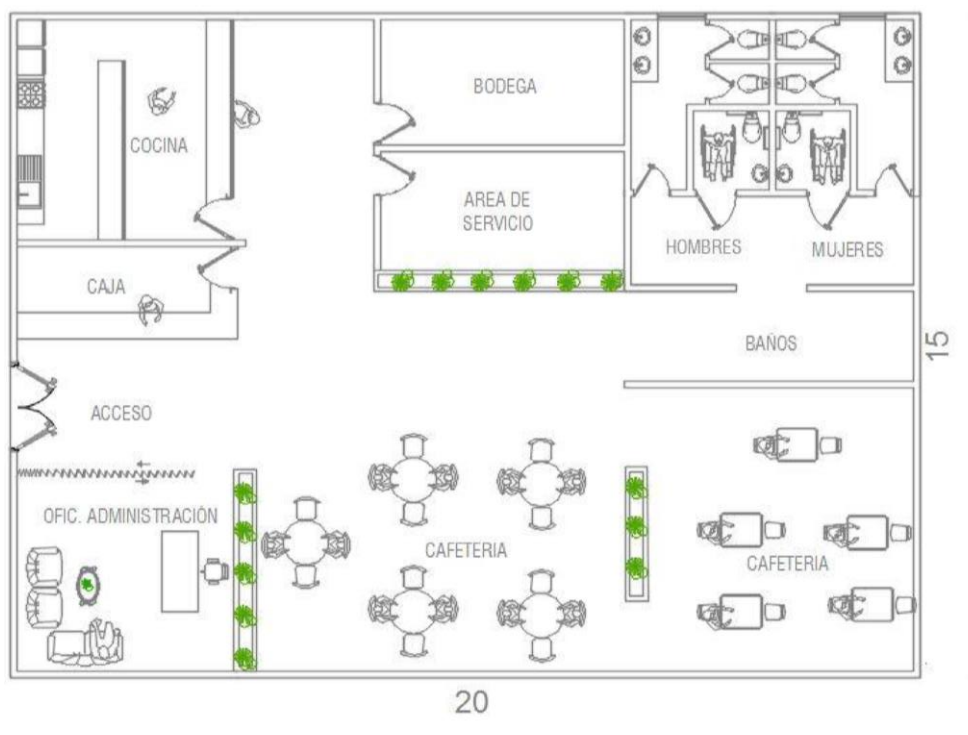 BODEGA
COCINA
AREA DE
SERVICIO
HOMBRES
MUJERES
CAJA
BAÑOS
15
ACCESO
OFIC. ADMINISTRACIÓN
CAFETERIA
CAFETERIA
20